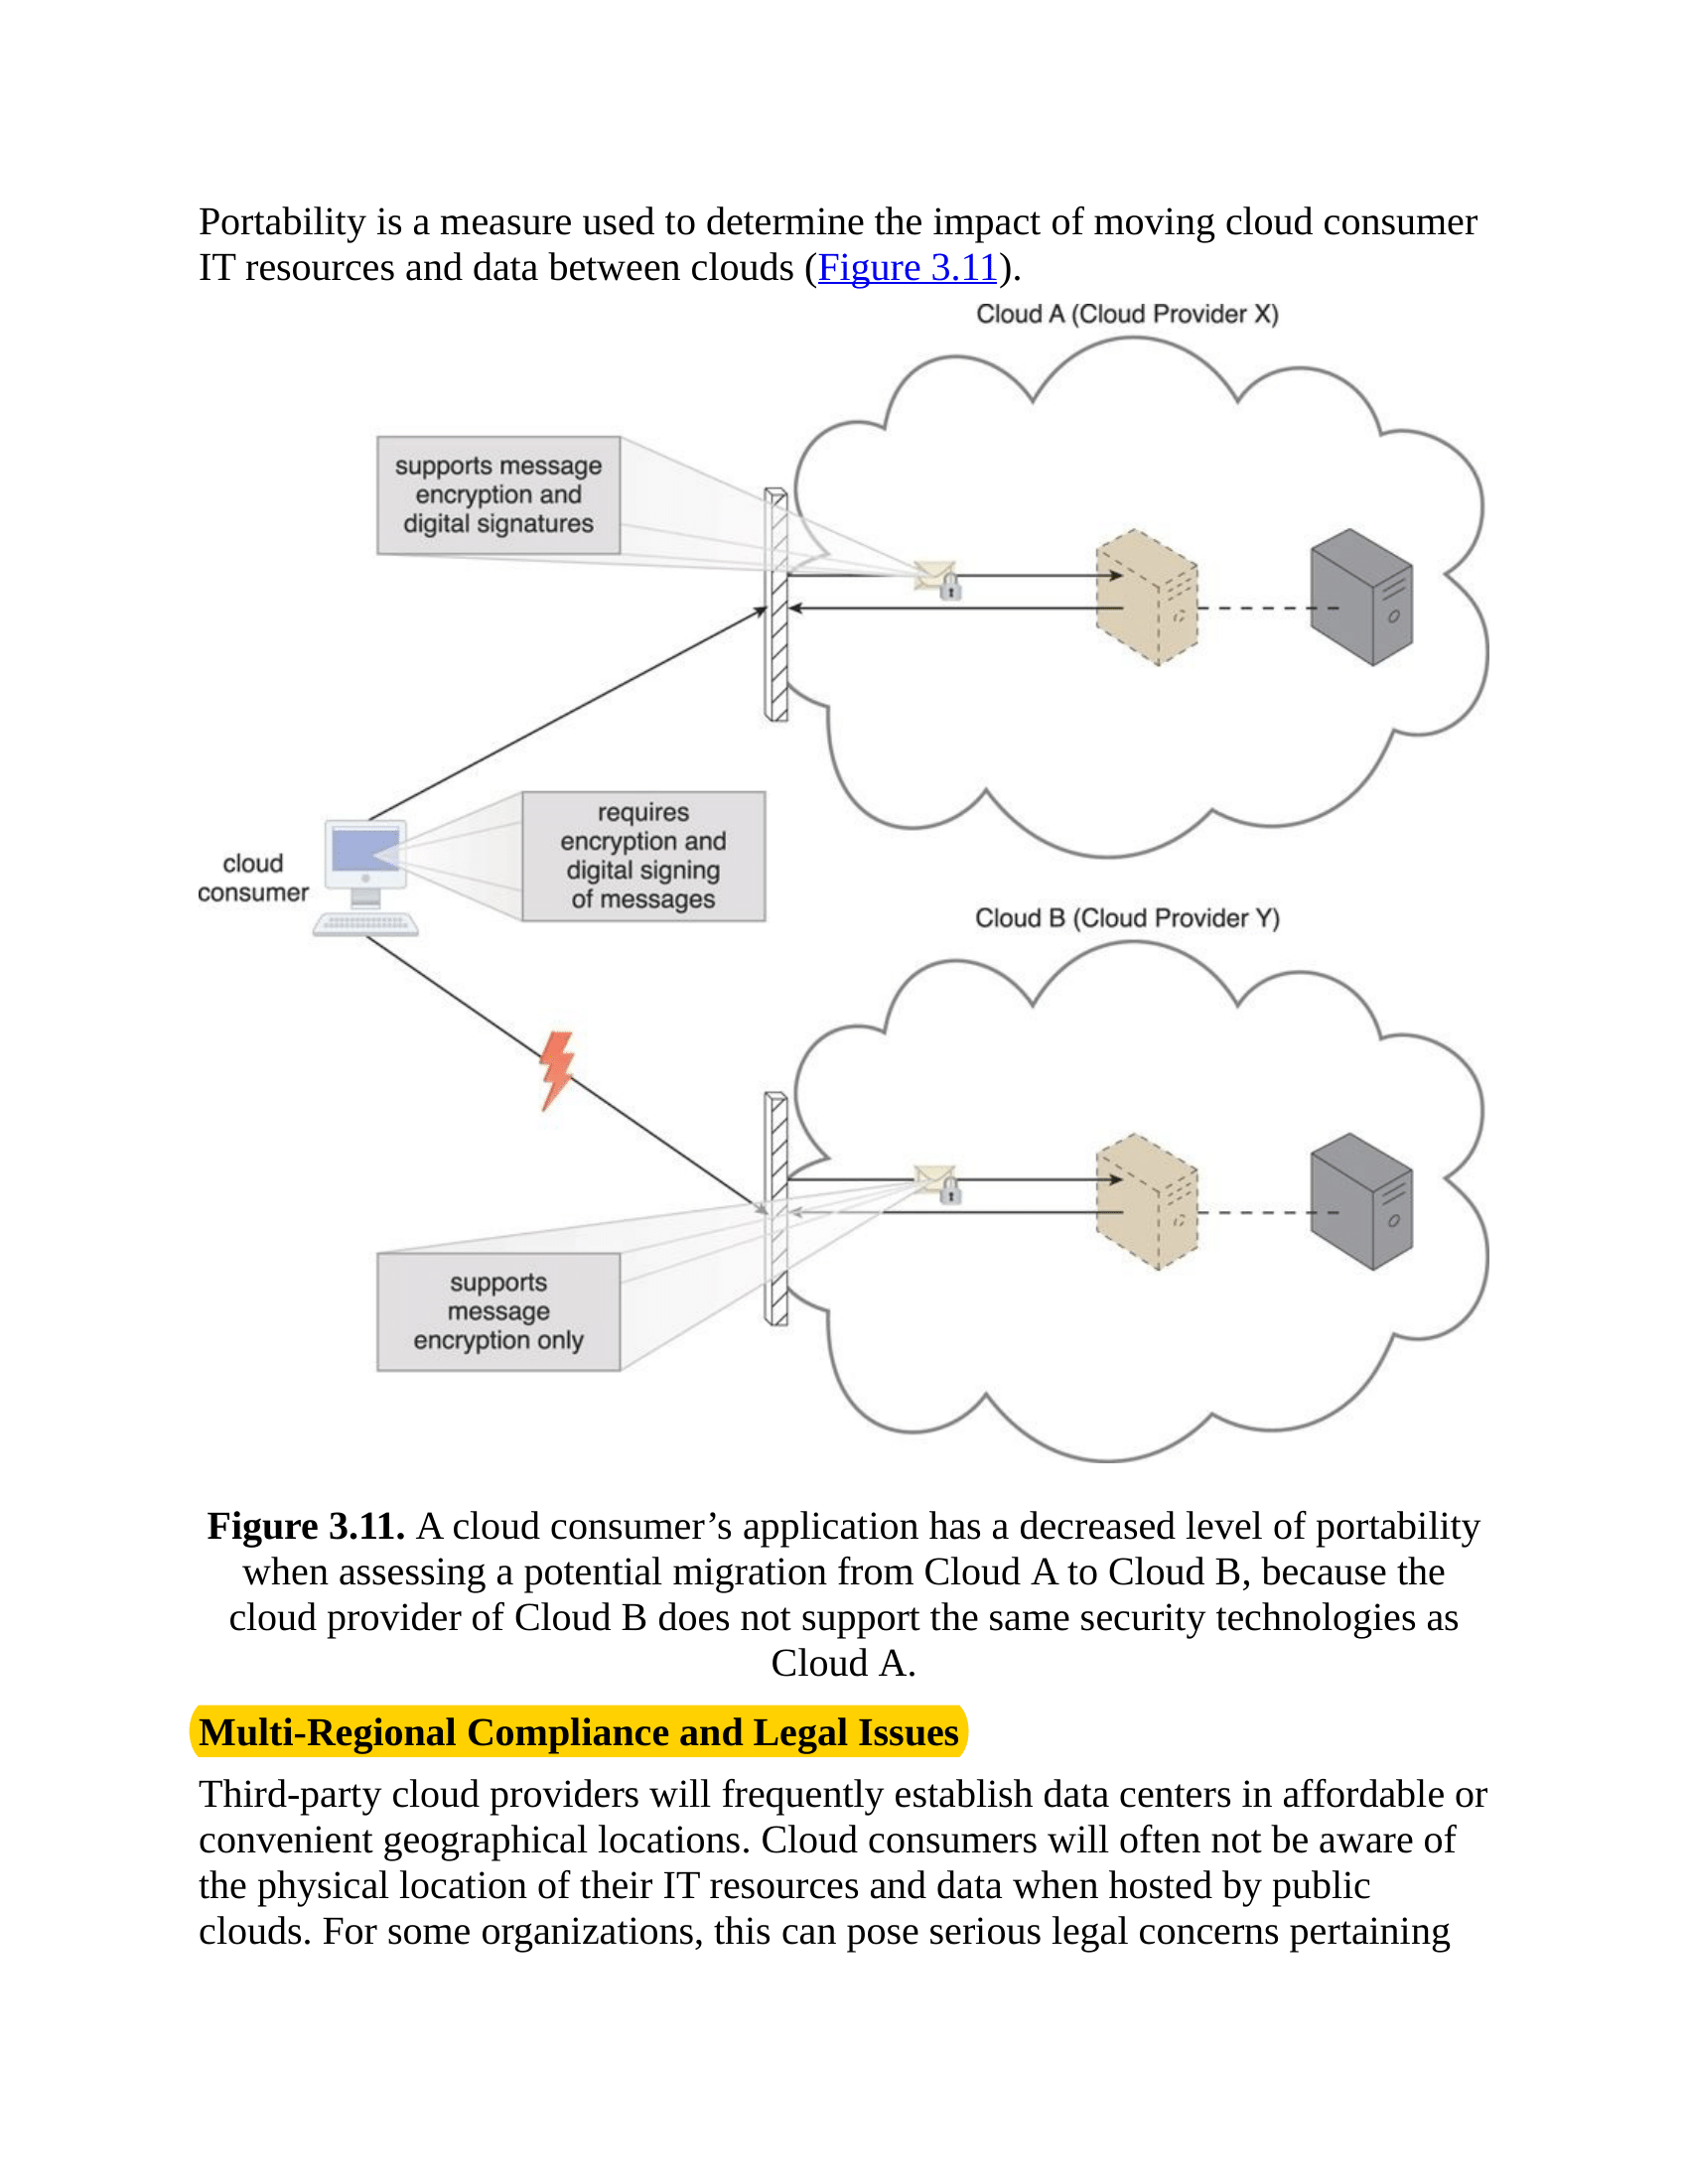 Portability is a measure used to determine the impact of moving cloud consumer
IT resources and data between clouds (Figure 3.11).
Cloud A (Cloud Provider X)
supports message
encryption and
digital signatures
requires
encryption and
digital signing
of messages
cloud
consumer
Cloud B (Cloud Provider Y)
supports
message
encryption only
Figure 3.11. A cloud consumer’s application has a decreased level of portability
when assessing a potential migration from Cloud A to Cloud B, because the
cloud provider of Cloud B does not support the same security technologies as
Cloud A.
Multi-Regional Compliance and Legal Issues
Third-party cloud providers will frequently establish data centers in affordable or
convenient geographical locations. Cloud consumers will often not be aware of
the physical location of their IT resources and data when hosted by public
clouds. For some organizations, this can pose serious legal concerns pertaining